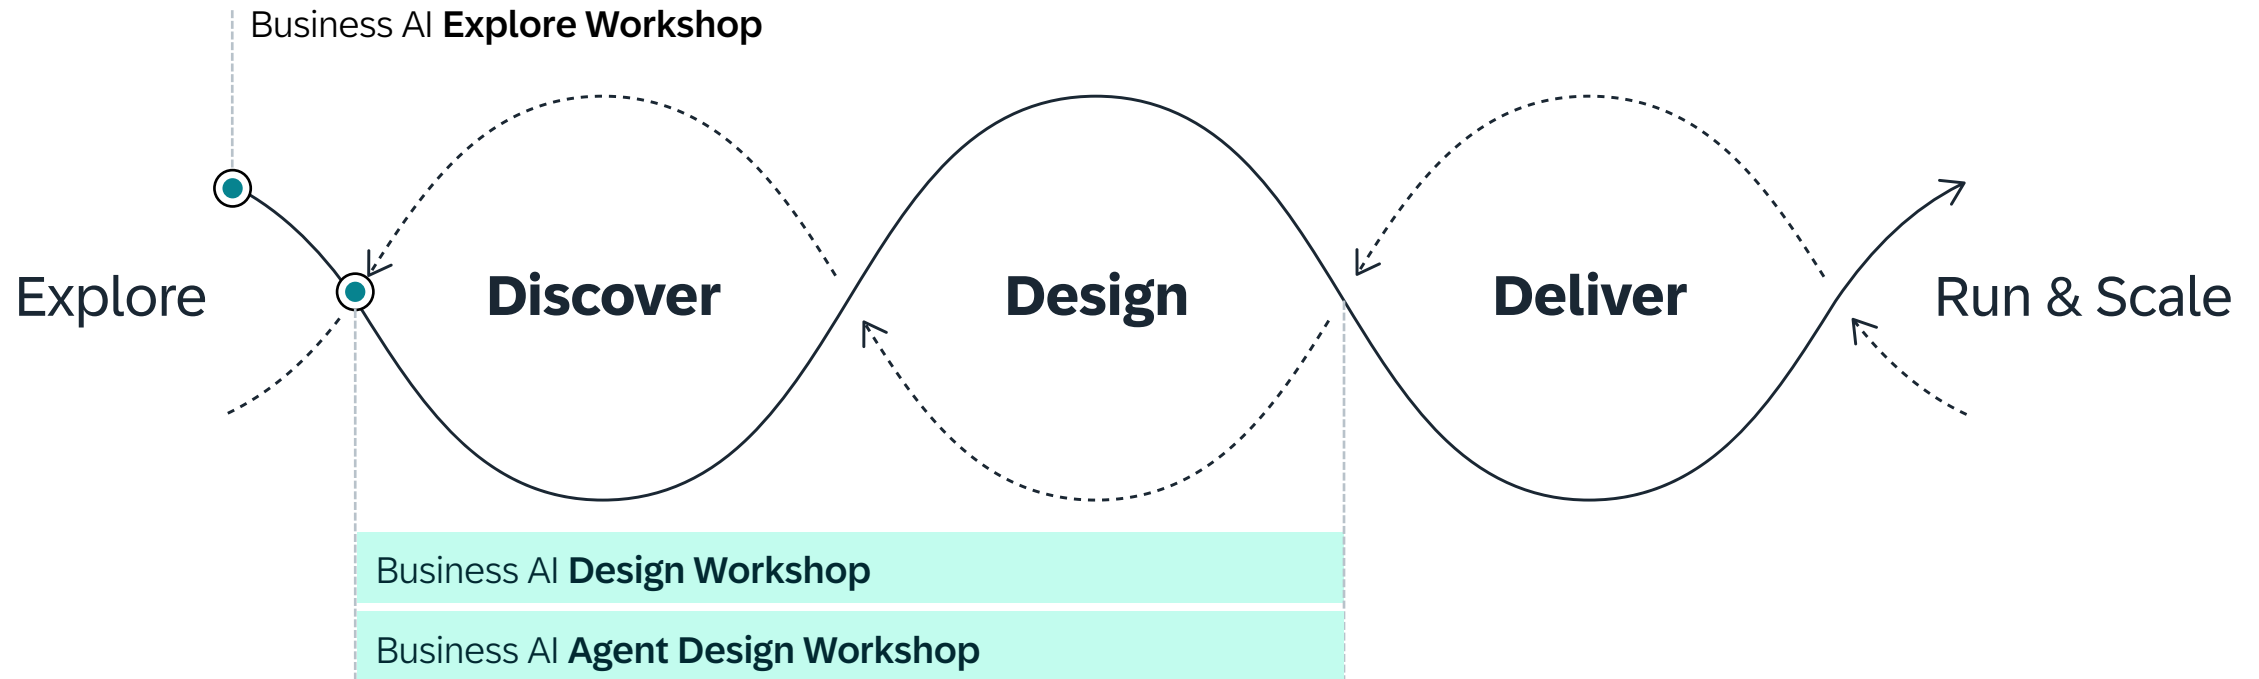 Business AI Explore Workshop
Explore
Discover
Design
Deliver
Run & Scale
Business AI Design Workshop
Business AI Agent Design Workshop